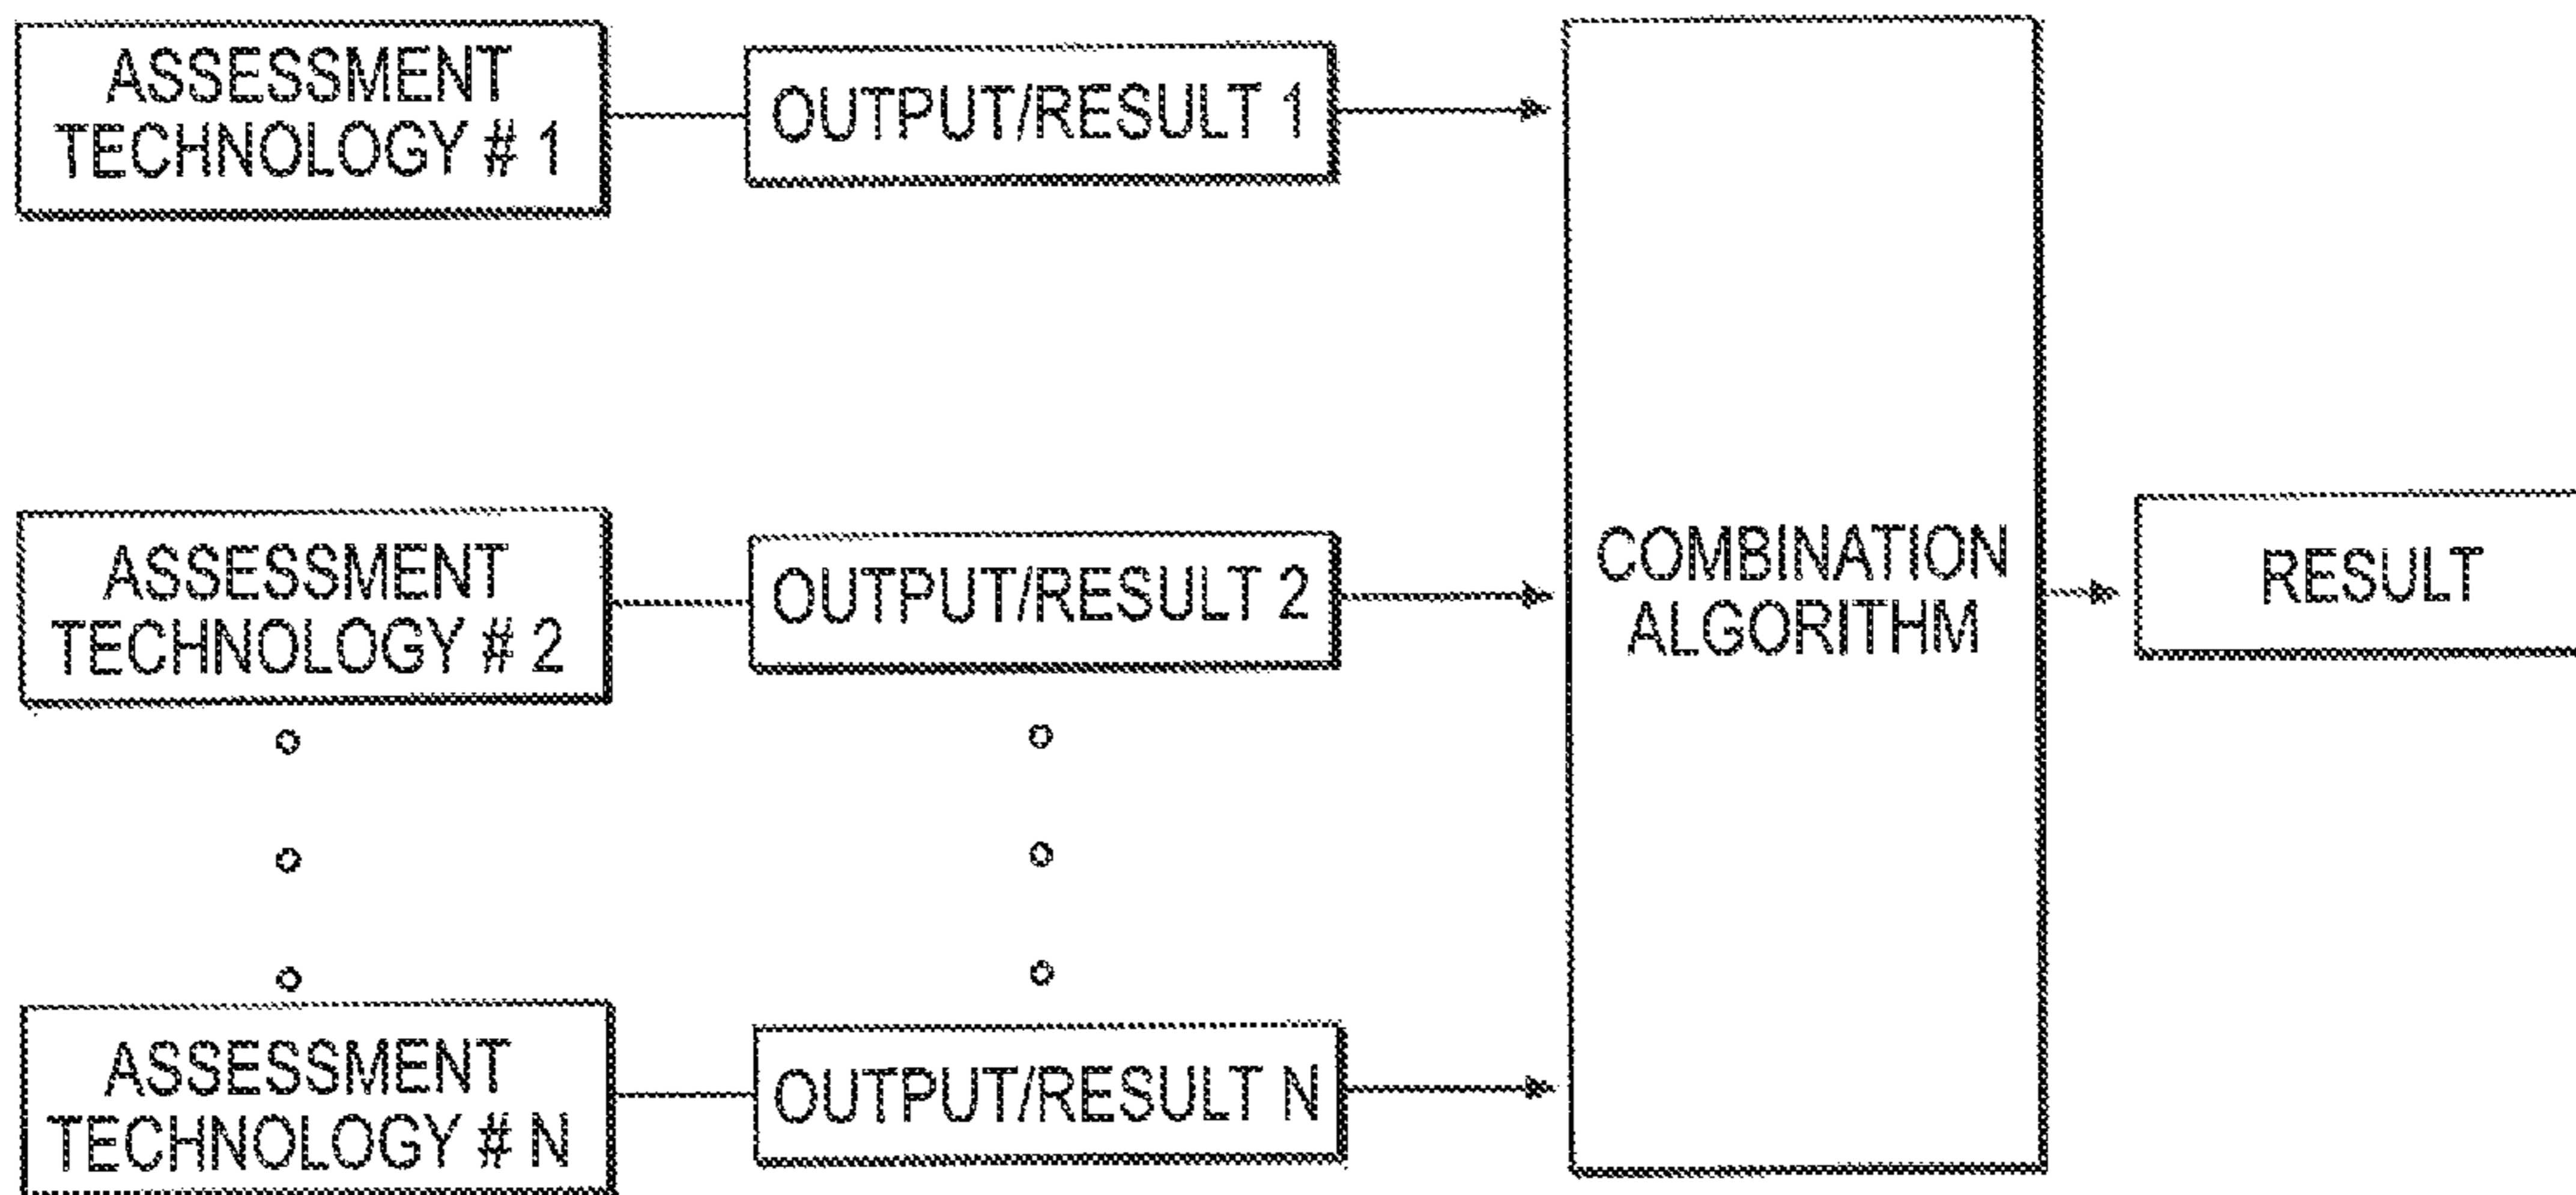 ASSESSMENT
TECHNOLOGY # 1
OUTPUT/RESULT 1
ASSESSMENT
TECHNOLOGY # 2
OUTPUT/RESULT 2
COMBINATION
ALGORITHM
RESULT
ASSESSMENT
TECHNOLOGY # N
OUTPUT/RESULT N